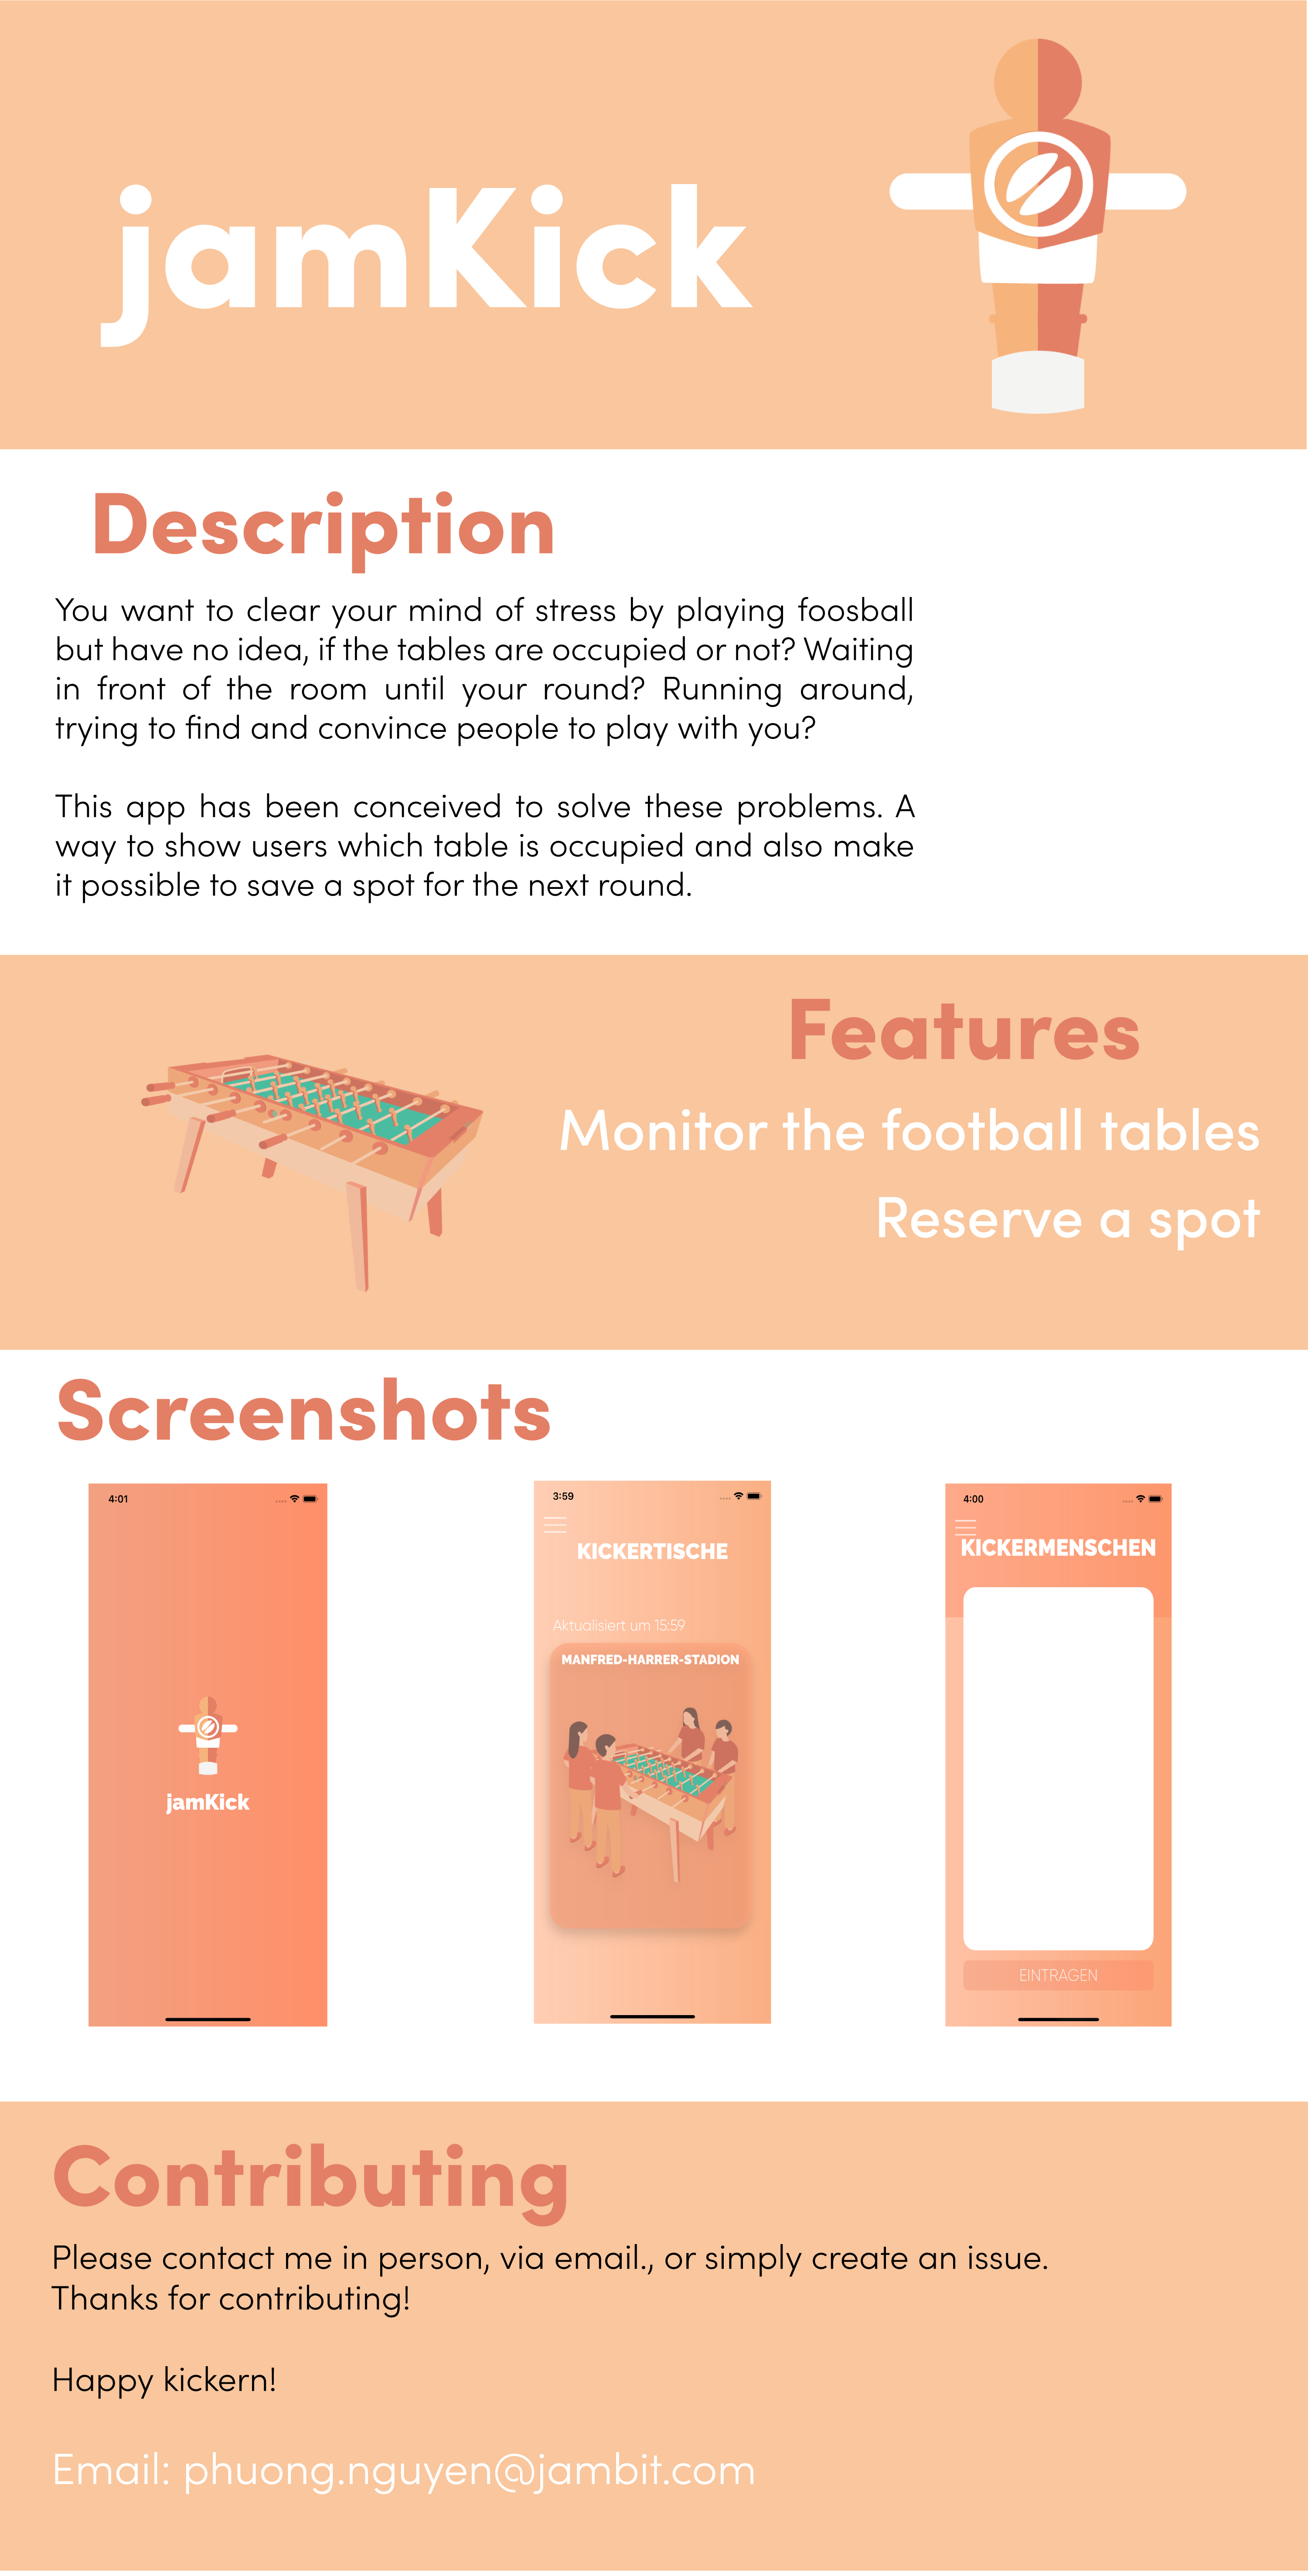 jamKick
Description
You want to clear your mind of stress by playing foosball
but have no idea, if the tables are occupied or not? Waiting
in front of the room until your round? Running around,
trying to find and convince people to play with you?
This app has been conceived to solve these problems. A
way to show users which table is occupied and also make
it possible to save a spot for the next round.
Features
Monitor the football tables
Reserve a spot
Screenshots
4:01
jamKick
3:59
KICKERTISCHE
Aktualisiert um 15:59
MANFRED-HARRER-STADION
4:00
KICKERMENSCHEN
EINTRAGEN
Contributing
Please contact me in person, via email., or simply create an issue.
Thanks for contributing!
Happy kickern!
Email: phuong.nguyen@jambit.com